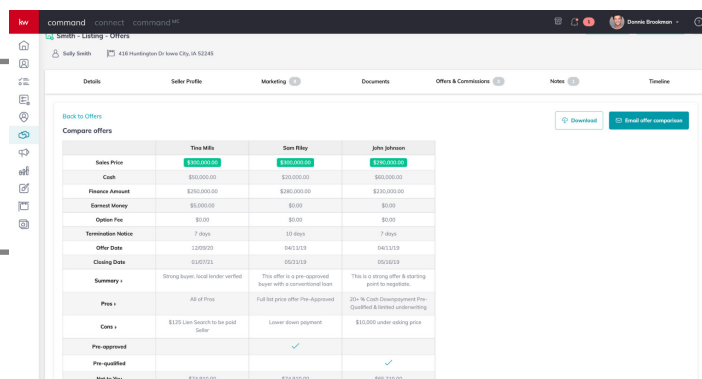 kw command connect command MC 1 Donnie Brookman
Smith - Listing - Offers
Sally Smith 416 Huntington Dr Iowa City, IA 52245
Details Seller Profile Marketing Documents Offers & Commissions Notes Timeline
Back to Offers
Download Email offer comparison
Compare offers
Tina Mills Sam Riley John Johnson
Sales Price $300,000.00 $300,000.00 $290,000.00
Cash $50,000.00 $20,000.00 $60,000.00
Finance Amount $250,000.00 $280,000.00 $230,000.00
Earnest Money $5,000.00 $0.00 $0.00
Option Fee $0.00 $0.00 $0.00
Termination Notice 7 days 10 days 7 days
Offer Date 12/09/20 04/11/19 04/11/19
Closing Date 01/07/21 05/31/19 05/16/19
Summary › Strong buyer, local lender verfied This offer is a pre-approved buyer with a conventional loan This is a strong offer & starting point to negotiate.
Pros › All of Pros Full list price offer Pre-Approved 20+ % Cash Downpayment Pre-Qualified & limited underwriting
Cons › $125 Lien Search to be paid Seller Lower down payment $10,000 under asking price
Pre-approved
Pre-qualified
Net to You